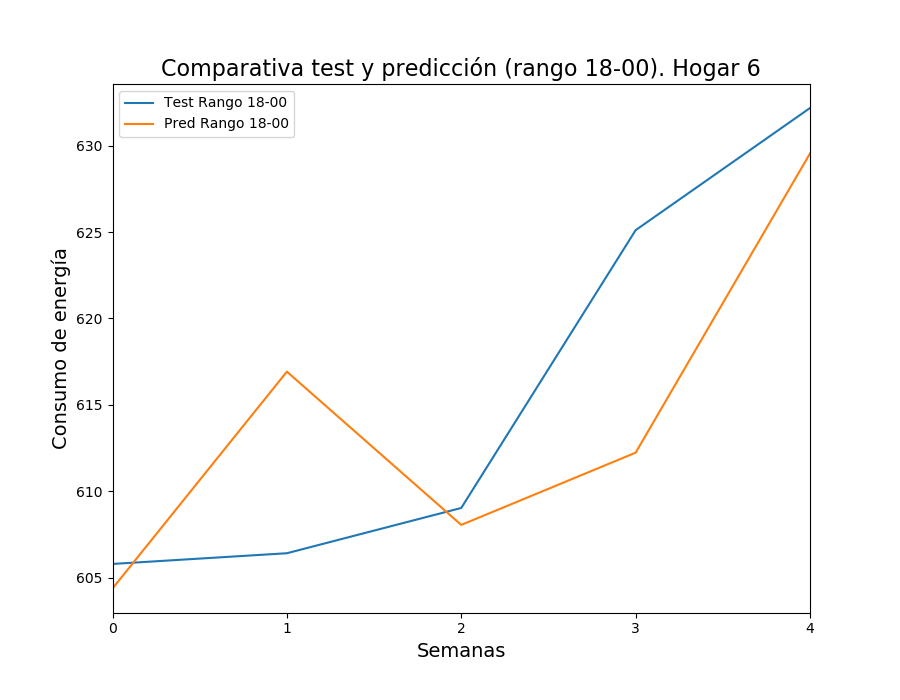 Comparativa test y predicción (rango 18-00). Hogar 6
Test Rango 18-00
Pred Rango 18-00
630
625
620
615
610
605
Consumo de energía
0 1 2 3 4
Semanas